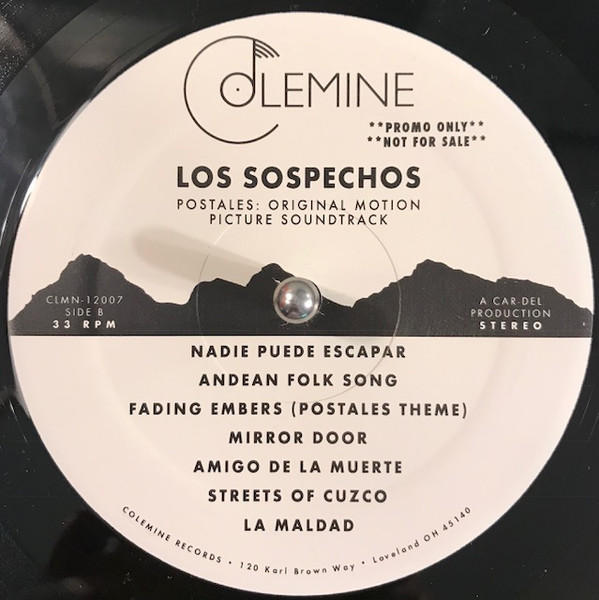 COLEMINE
**PROMO ONLY**
**NOT FOR SALE**
LOS SOSPECHOS
POSTALES: ORIGINAL MOTION
PICTURE SOUNDTRACK
CLMN-12007
SIDE B
33 RPM
A CAR-DEL
PRODUCTION
STEREO
NADIE PUEDE ESCAPAR
ANDEAN FOLK SONG
FADING EMBERS (POSTALES THEME)
MIRROR DOOR
AMIGO DE LA MUERTE
STREETS OF CUZCO
LA MALDAD
COLEMINE RECORDS • 120 Karl Brown Way • Loveland OH 45140